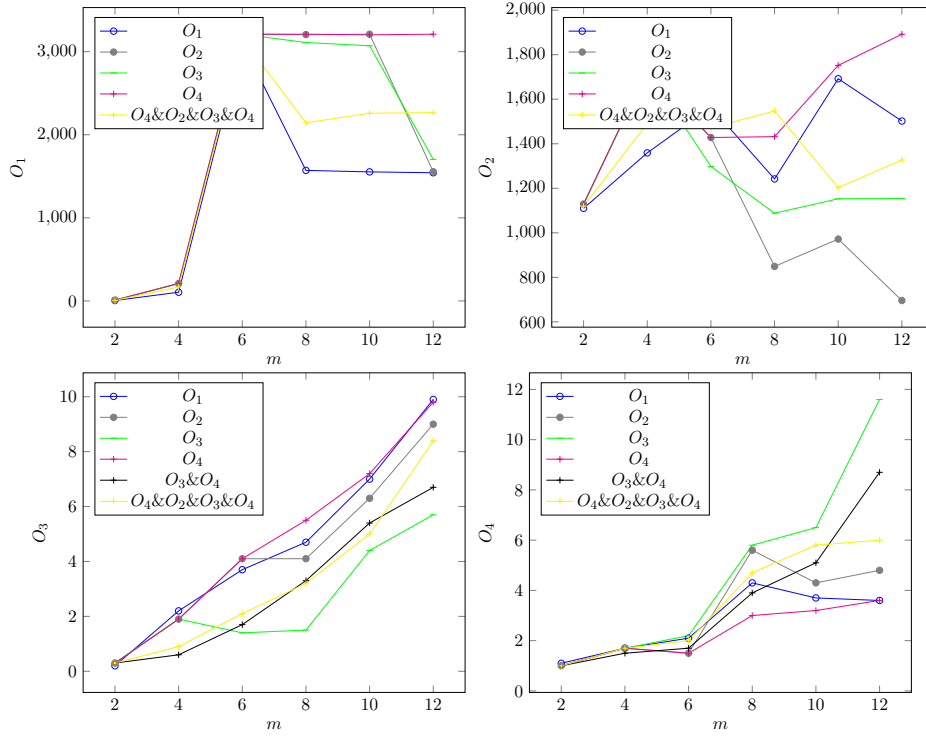 3,000
2,000
1,000
0
2 4 6 8 10 12
m
O₁
O₁
O₂
O₃
O₄
O₄&O₂&O₃&O₄
2,000
1,800
1,600
1,400
1,200
1,000
800
600
2 4 6 8 10 12
m
O₂
O₁
O₂
O₃
O₄
O₄&O₂&O₃&O₄
10
8
6
4
2
0
2 4 6 8 10 12
m
O₃
O₁
O₂
O₃
O₄
O₃&O₄
O₄&O₂&O₃&O₄
12
10
8
6
4
2
0
2 4 6 8 10 12
m
O₄
O₁
O₂
O₃
O₄
O₃&O₄
O₄&O₂&O₃&O₄